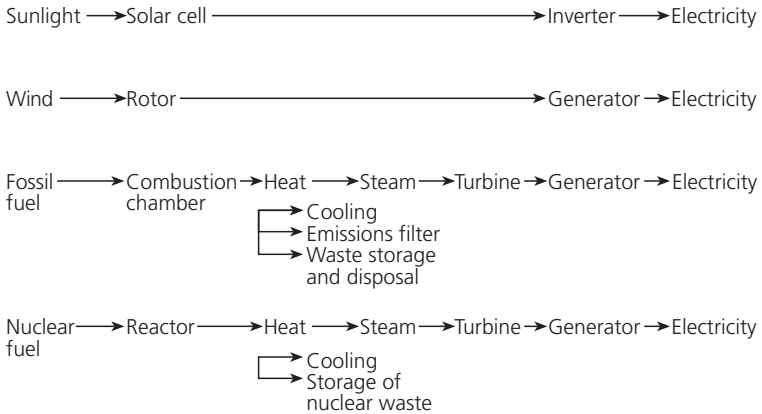 Sunlight Solar cell Inverter Electricity
Wind Rotor Generator Electricity
Fossil fuel Combustion chamber Heat Steam Turbine Generator Electricity
Cooling
Emissions filter
Waste storage
and disposal
Nuclear fuel Reactor Heat Steam Turbine Generator Electricity
Cooling
Storage of
nuclear waste